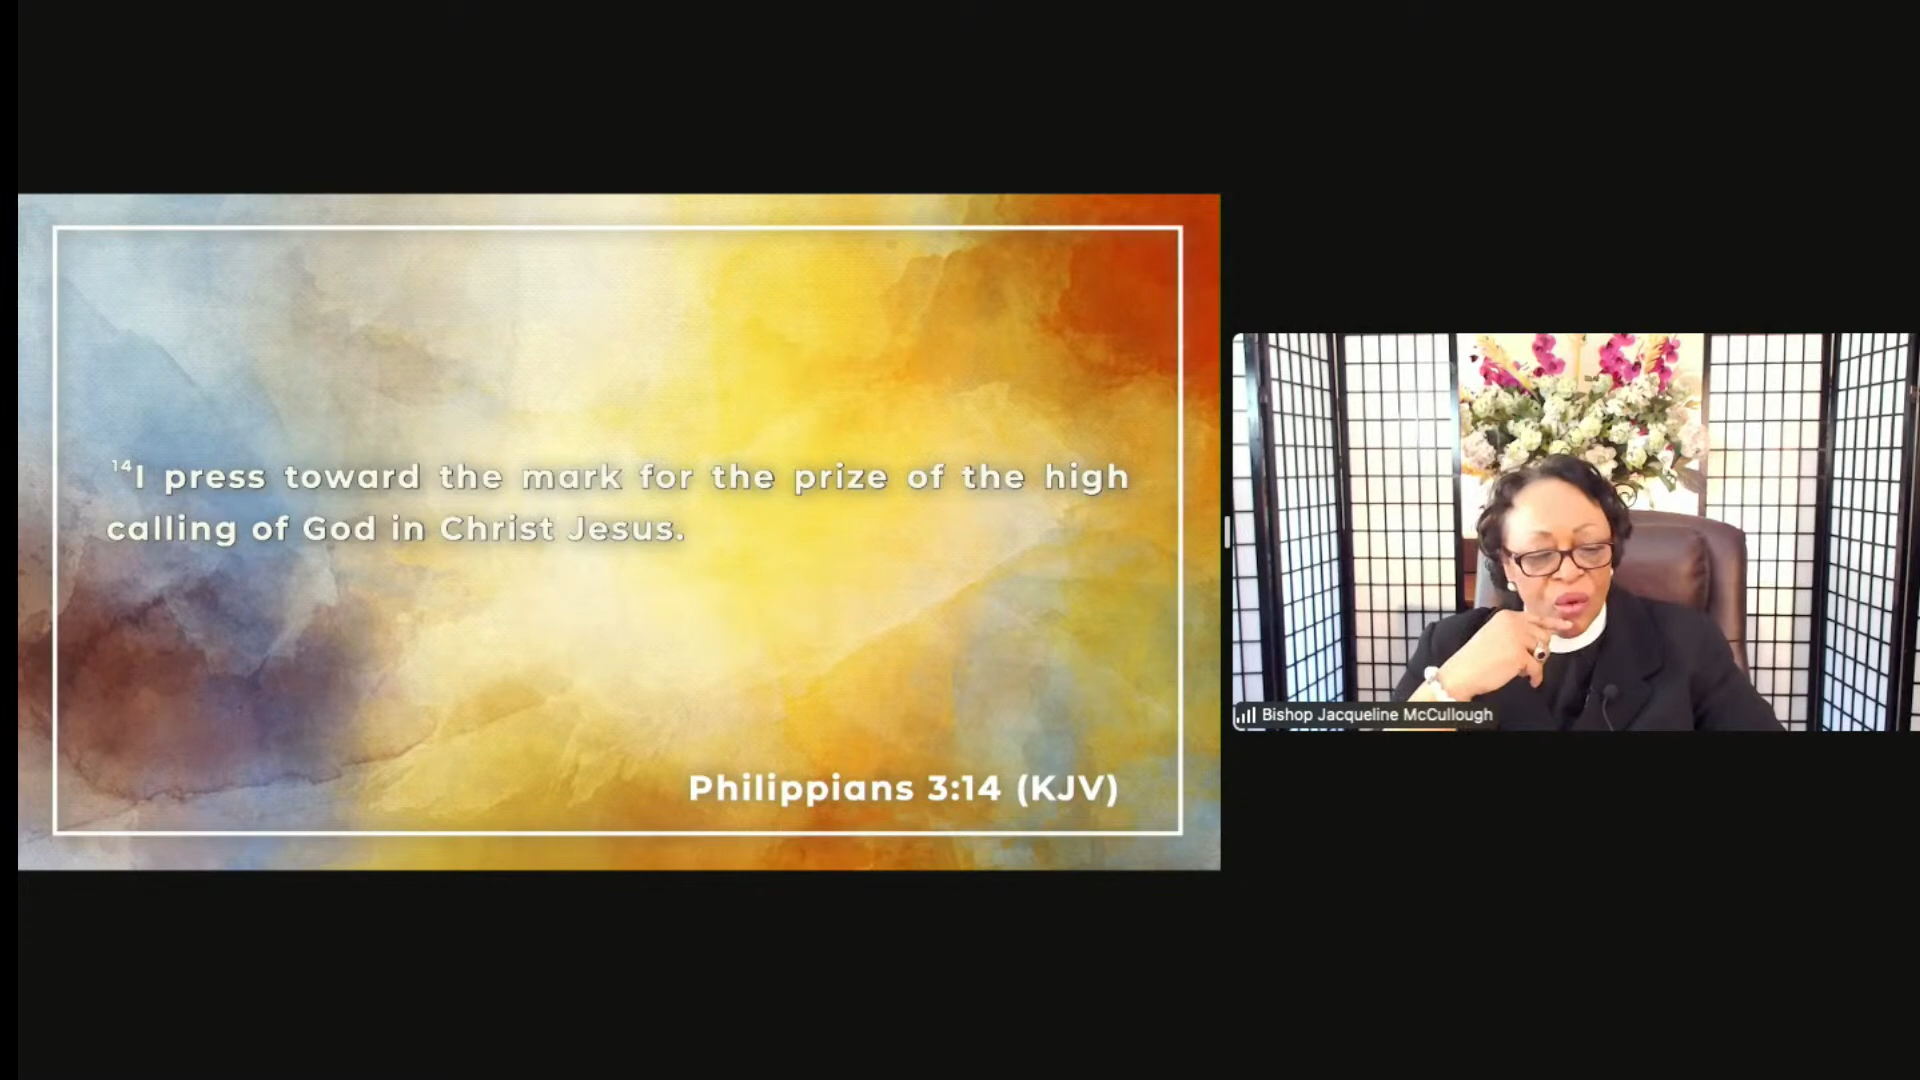 ¹⁴I press toward the mark for the prize of the high
calling of God in Christ Jesus.
Philippians 3:14 (KJV)
Bishop Jacqueline McCullough